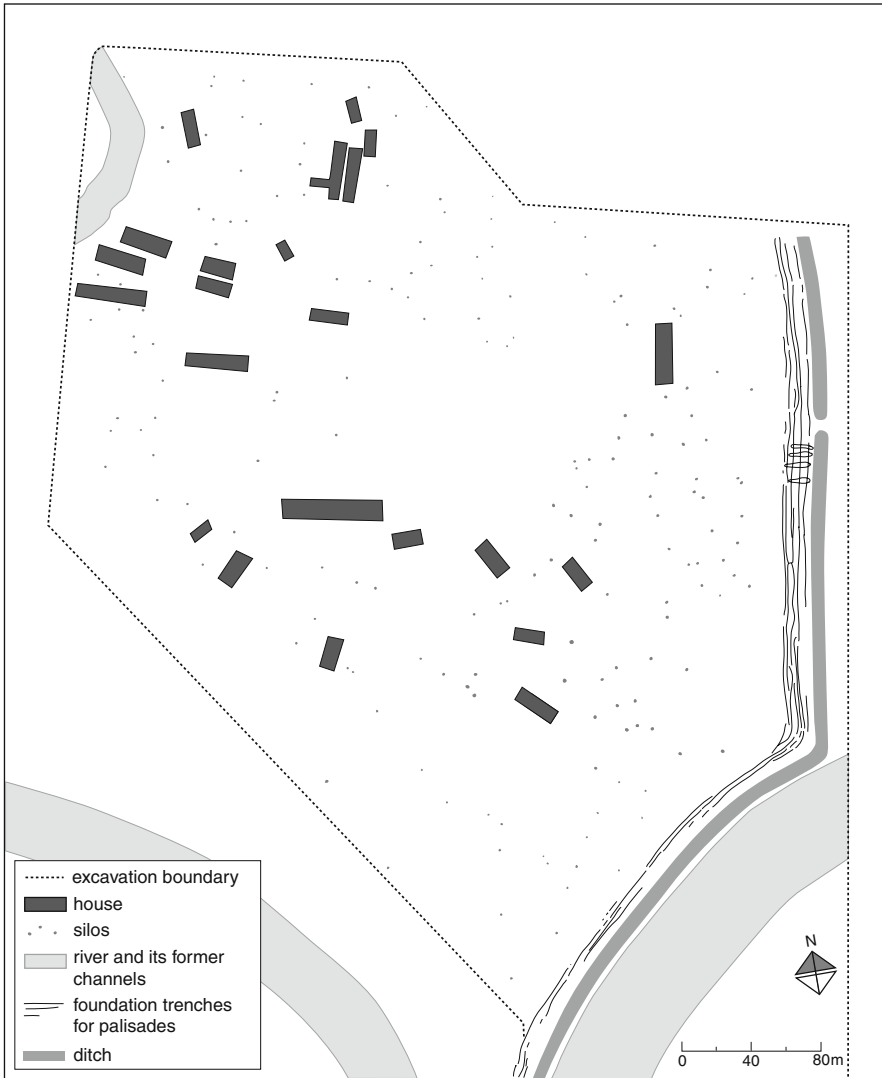 excavation boundary
house
silos
river and its former
channels
foundation trenches
for palisades
ditch
N
0 40 80m